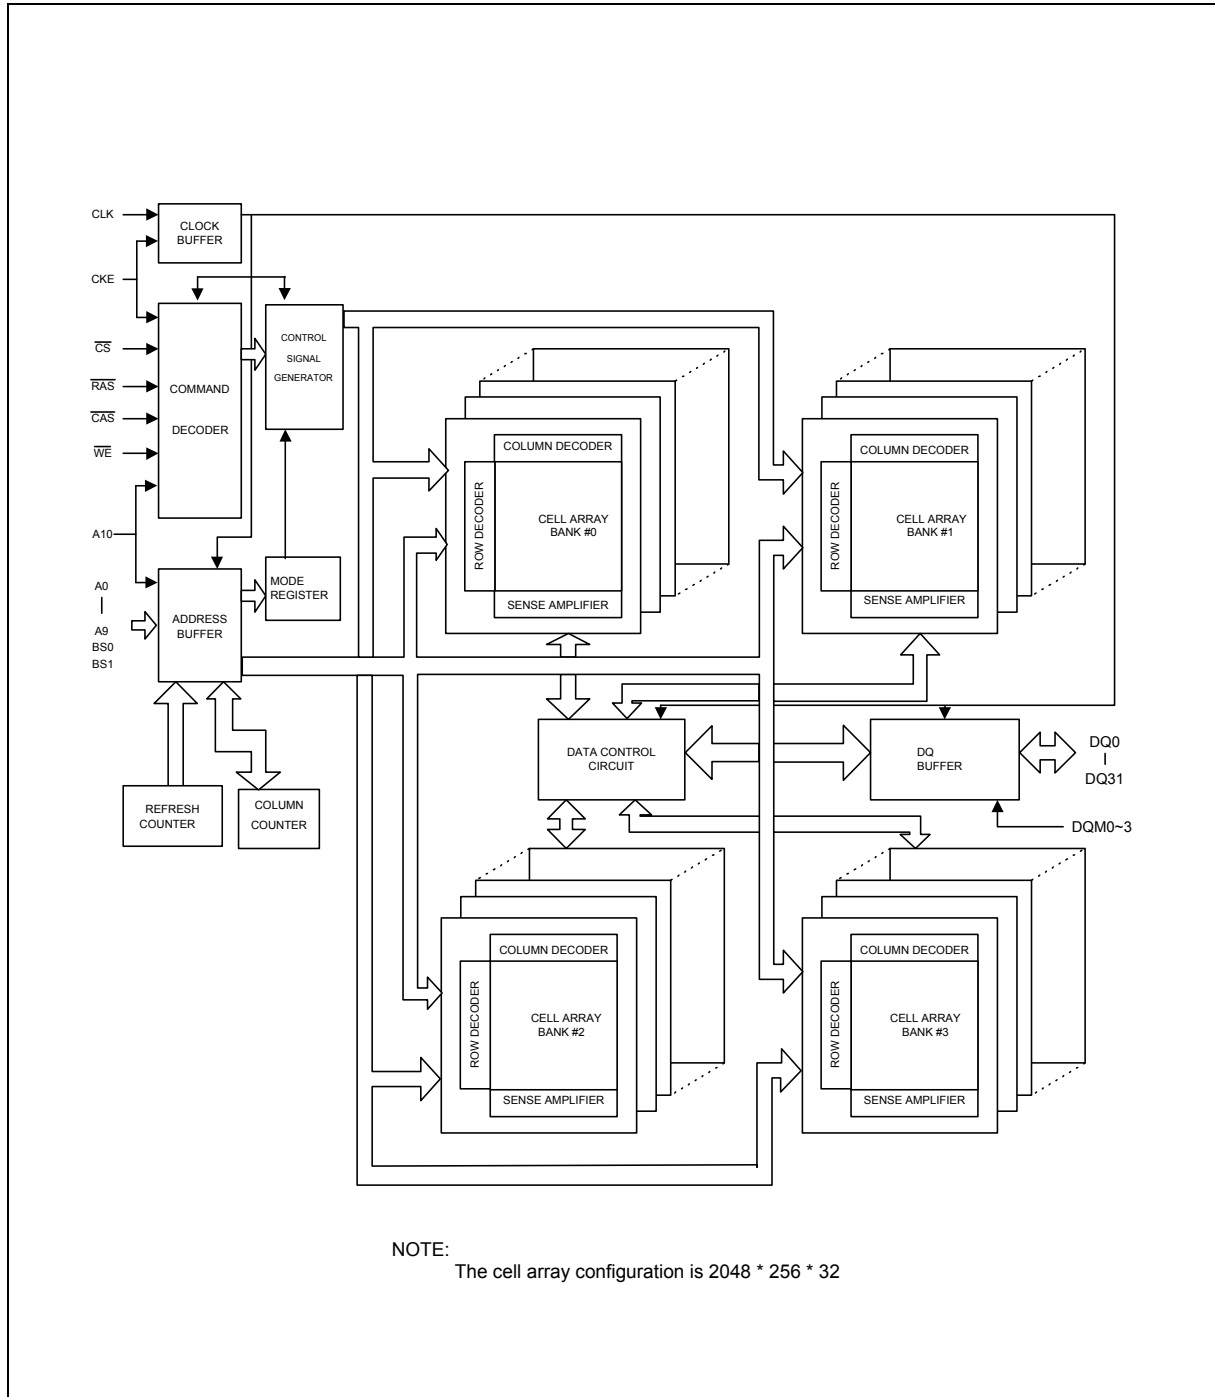 CLK
CLOCK
BUFFER
CKE
CONTROL
SIGNAL
GENERATOR
CS
RAS
COMMAND
CAS
DECODER
WE
A10
A0
A9
BS0
BS1
ADDRESS
BUFFER
MODE
REGISTER
REFRESH
COUNTER
COLUMN
COUNTER
COLUMN DECODER
ROW DECODER
CELL ARRAY
BANK #0
SENSE AMPLIFIER
COLUMN DECODER
ROW DECODER
CELL ARRAY
BANK #1
SENSE AMPLIFIER
DATA CONTROL
CIRCUIT
DQ
BUFFER
DQ0
DQ31
DQM0~3
COLUMN DECODER
ROW DECODER
CELL ARRAY
BANK #2
SENSE AMPLIFIER
COLUMN DECODER
ROW DECODER
CELL ARRAY
BANK #3
SENSE AMPLIFIER
NOTE:
The cell array configuration is 2048 * 256 * 32